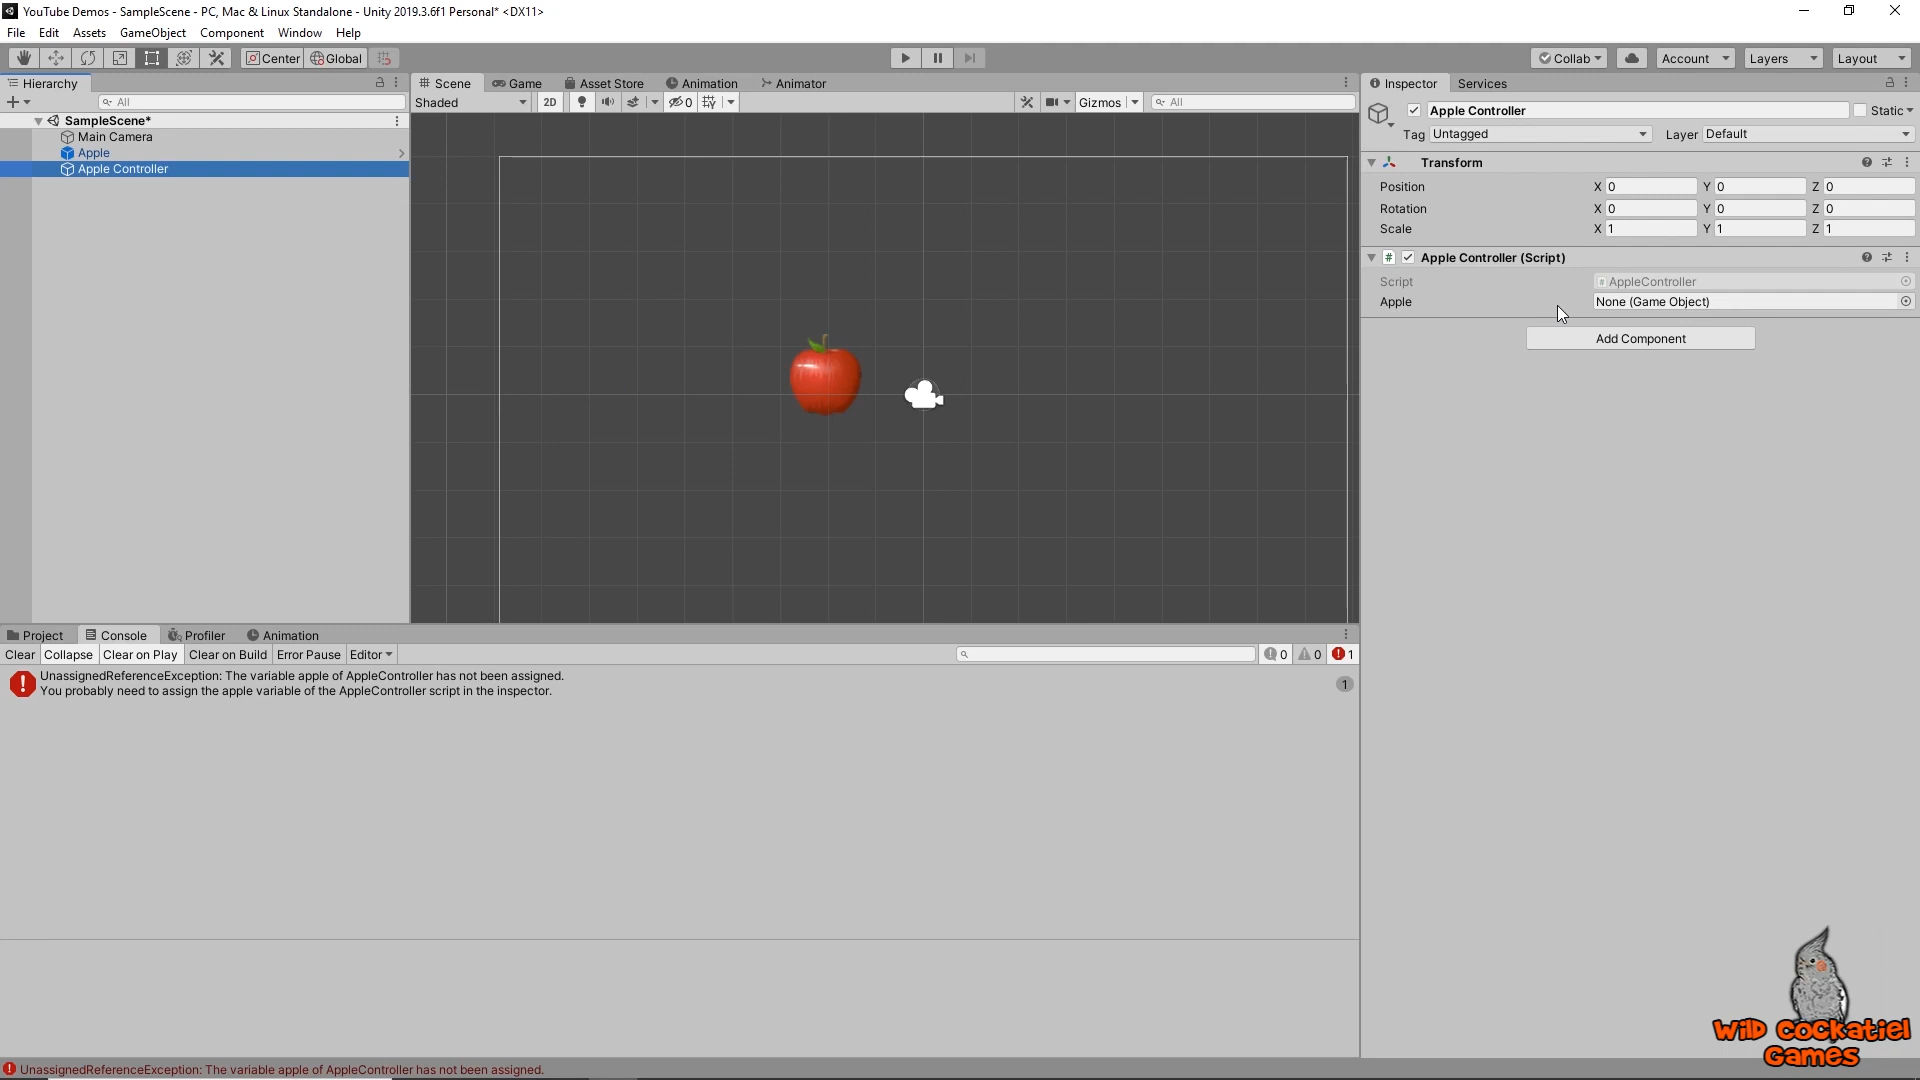 YouTube Demos - SampleScene - PC, Mac & Linux Standalone - Unity 2019.3.6f1 Personal* <DX11>
File Edit Assets GameObject Component Window Help
Center Global Collab Account Layers Layout
Hierarchy
All
SampleScene*
Main Camera
Apple
Apple Controller
Scene Game Asset Store Animation Animator
Shaded 2D 0 Gizmos All
Inspector Services
Apple Controller Static
Tag Untagged Layer Default
Transform
Position X 0 Y 0 Z 0
Rotation X 0 Y 0 Z 0
Scale X 1 Y 1 Z 1
# Apple Controller (Script)
Script AppleController
Apple None (Game Object)
Add Component
Project Console Profiler Animation
Clear Collapse Clear on Play Clear on Build Error Pause Editor 0 0 1
UnassignedReferenceException: The variable apple of AppleController has not been assigned.
You probably need to assign the apple variable of the AppleController script in the inspector.
1
Wild Cockatiel
Games
UnassignedReferenceException: The variable apple of AppleController has not been assigned.